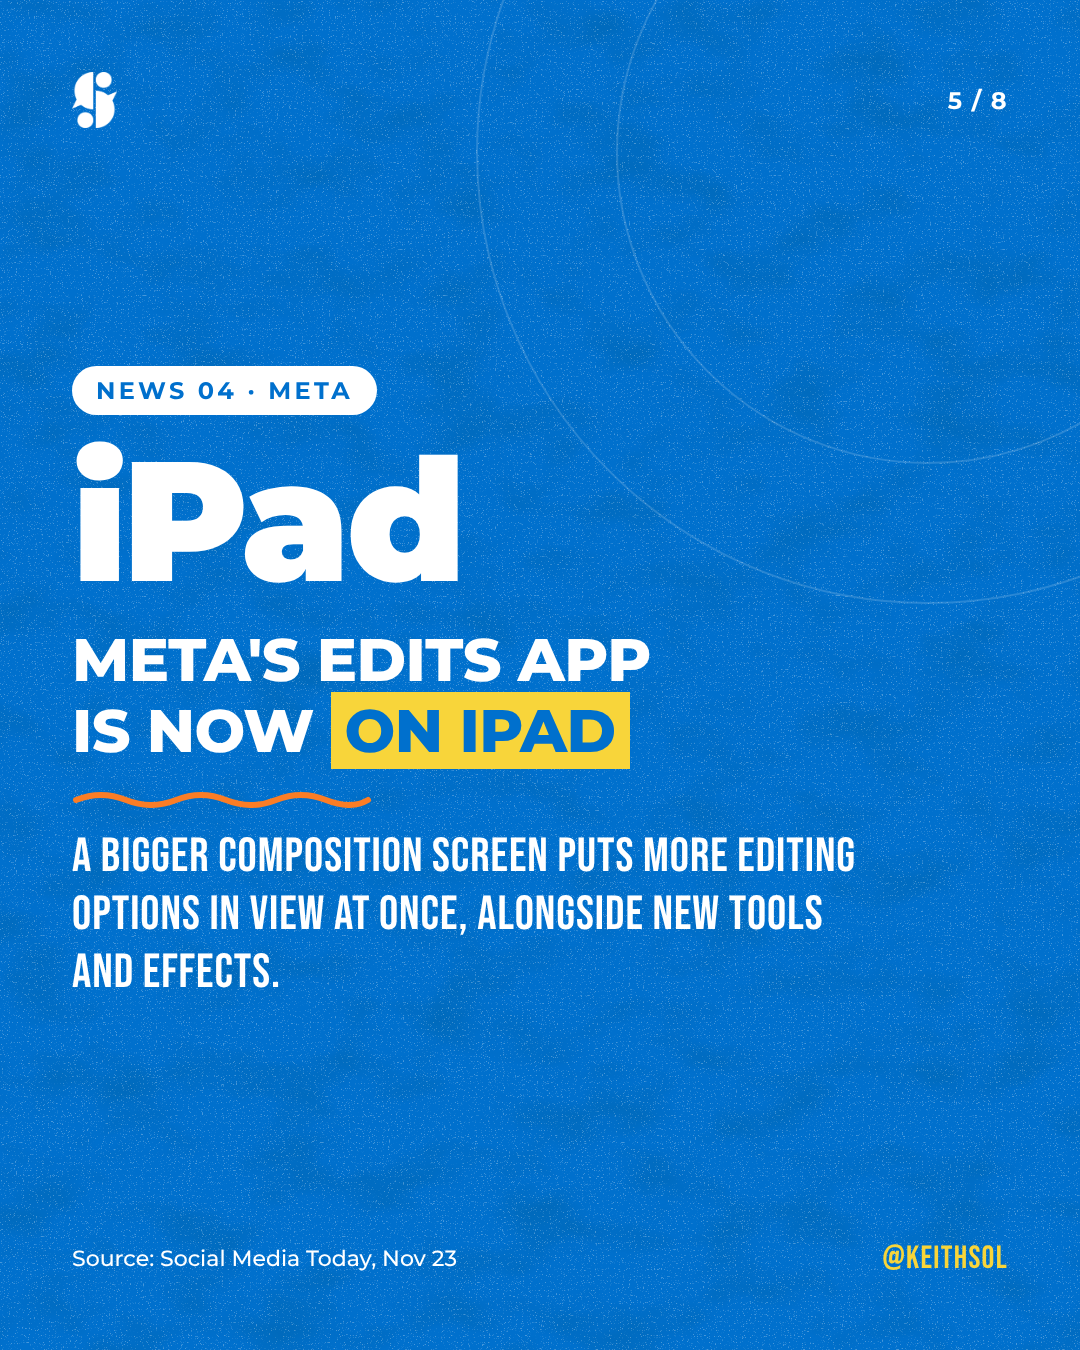 5 / 8
NEWS 04 · META
iPad
META'S EDITS APP
IS NOW ON IPAD
A BIGGER COMPOSITION SCREEN PUTS MORE EDITING
OPTIONS IN VIEW AT ONCE, ALONGSIDE NEW TOOLS
AND EFFECTS.
Source: Social Media Today, Nov 23
@KEITHSOL